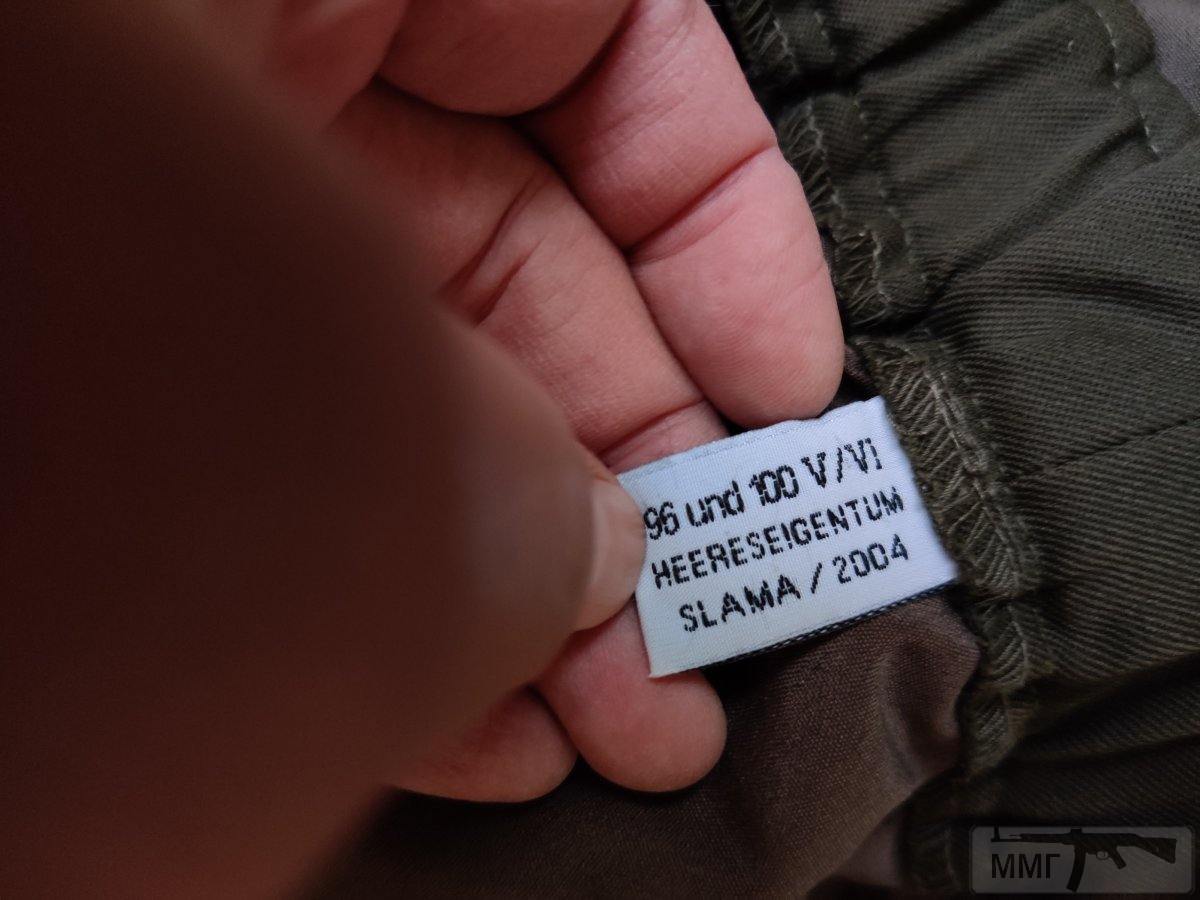 96 und 100 V/VI
HEERESEIGENTUM
SLAMA / 2004
ММГ